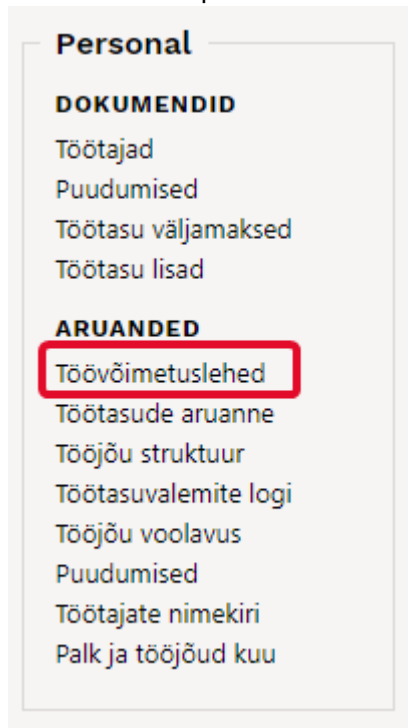 Personal
DOKUMENDID
Töötajad
Puudumised
Töötasu väljamaksed
Töötasu lisad
ARUANDED
Töövõimetuslehed
Töötasude aruanne
Tööjõu struktuur
Töötasuvalemite logi
Tööjõu voolavus
Puudumised
Töötajate nimekiri
Palk ja tööjõud kuu